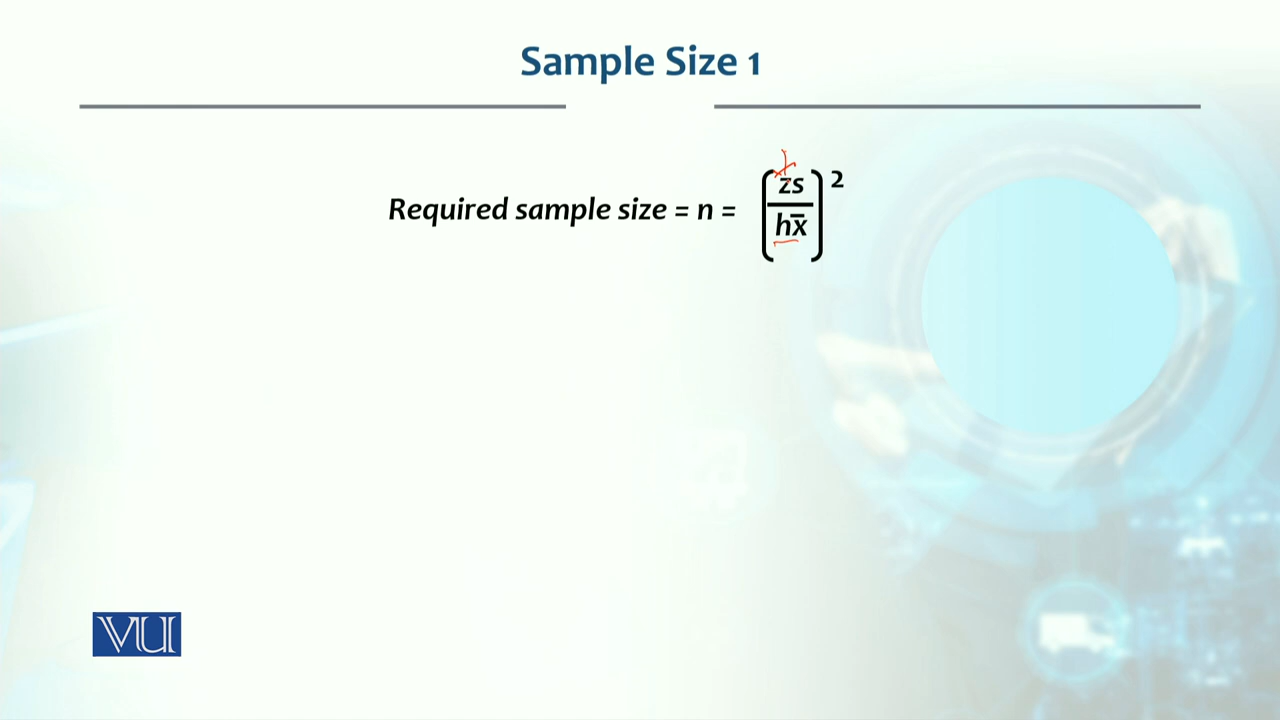 Sample Size 1
Required sample size = n = (zs / hx̄)²
VU